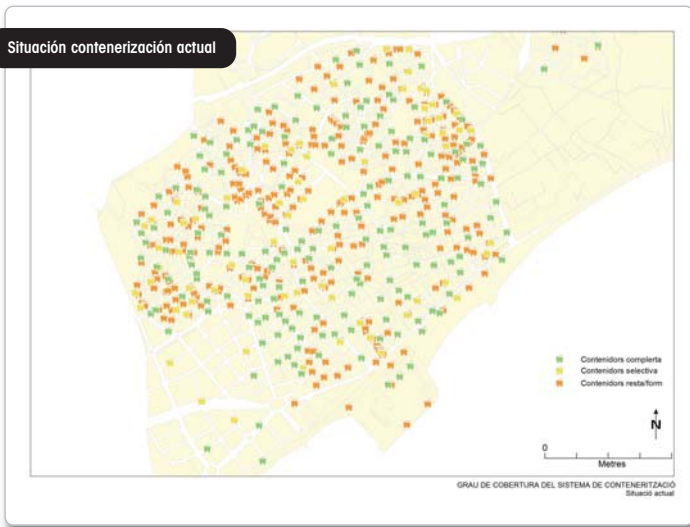 Situación contenerización actual
Contenidors complerta
Contenidors selectiva
Contenidors resta/form
N
0
Metres
GRAU DE COBERTURA DEL SISTEMA DE CONTENERITZACIÓ
Situació actual